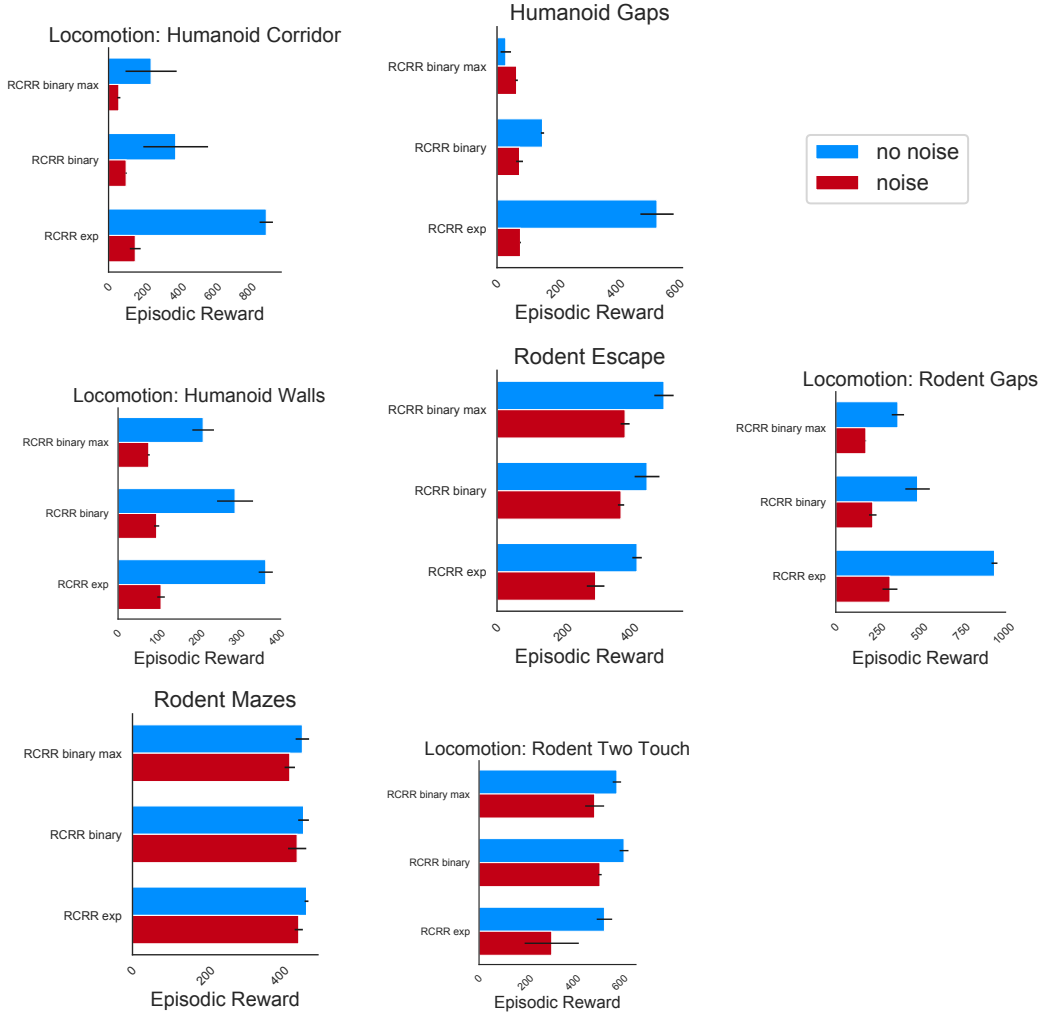 Locomotion: Humanoid Corridor
RCRR binary max
RCRR binary
RCRR exp
0
200
400
600
800
Episodic Reward
Humanoid Gaps
RCRR binary max
RCRR binary
RCRR exp
0
200
400
600
Episodic Reward
no noise
noise
Locomotion: Humanoid Walls
RCRR binary max
RCRR binary
RCRR exp
0
100
200
300
400
Episodic Reward
Rodent Escape
RCRR binary max
RCRR binary
RCRR exp
0
200
400
Episodic Reward
Locomotion: Rodent Gaps
RCRR binary max
RCRR binary
RCRR exp
0
250
500
750
1000
Episodic Reward
Rodent Mazes
RCRR binary max
RCRR binary
RCRR exp
0
200
400
Episodic Reward
Locomotion: Rodent Two Touch
RCRR binary max
RCRR binary
RCRR exp
0
200
400
600
Episodic Reward